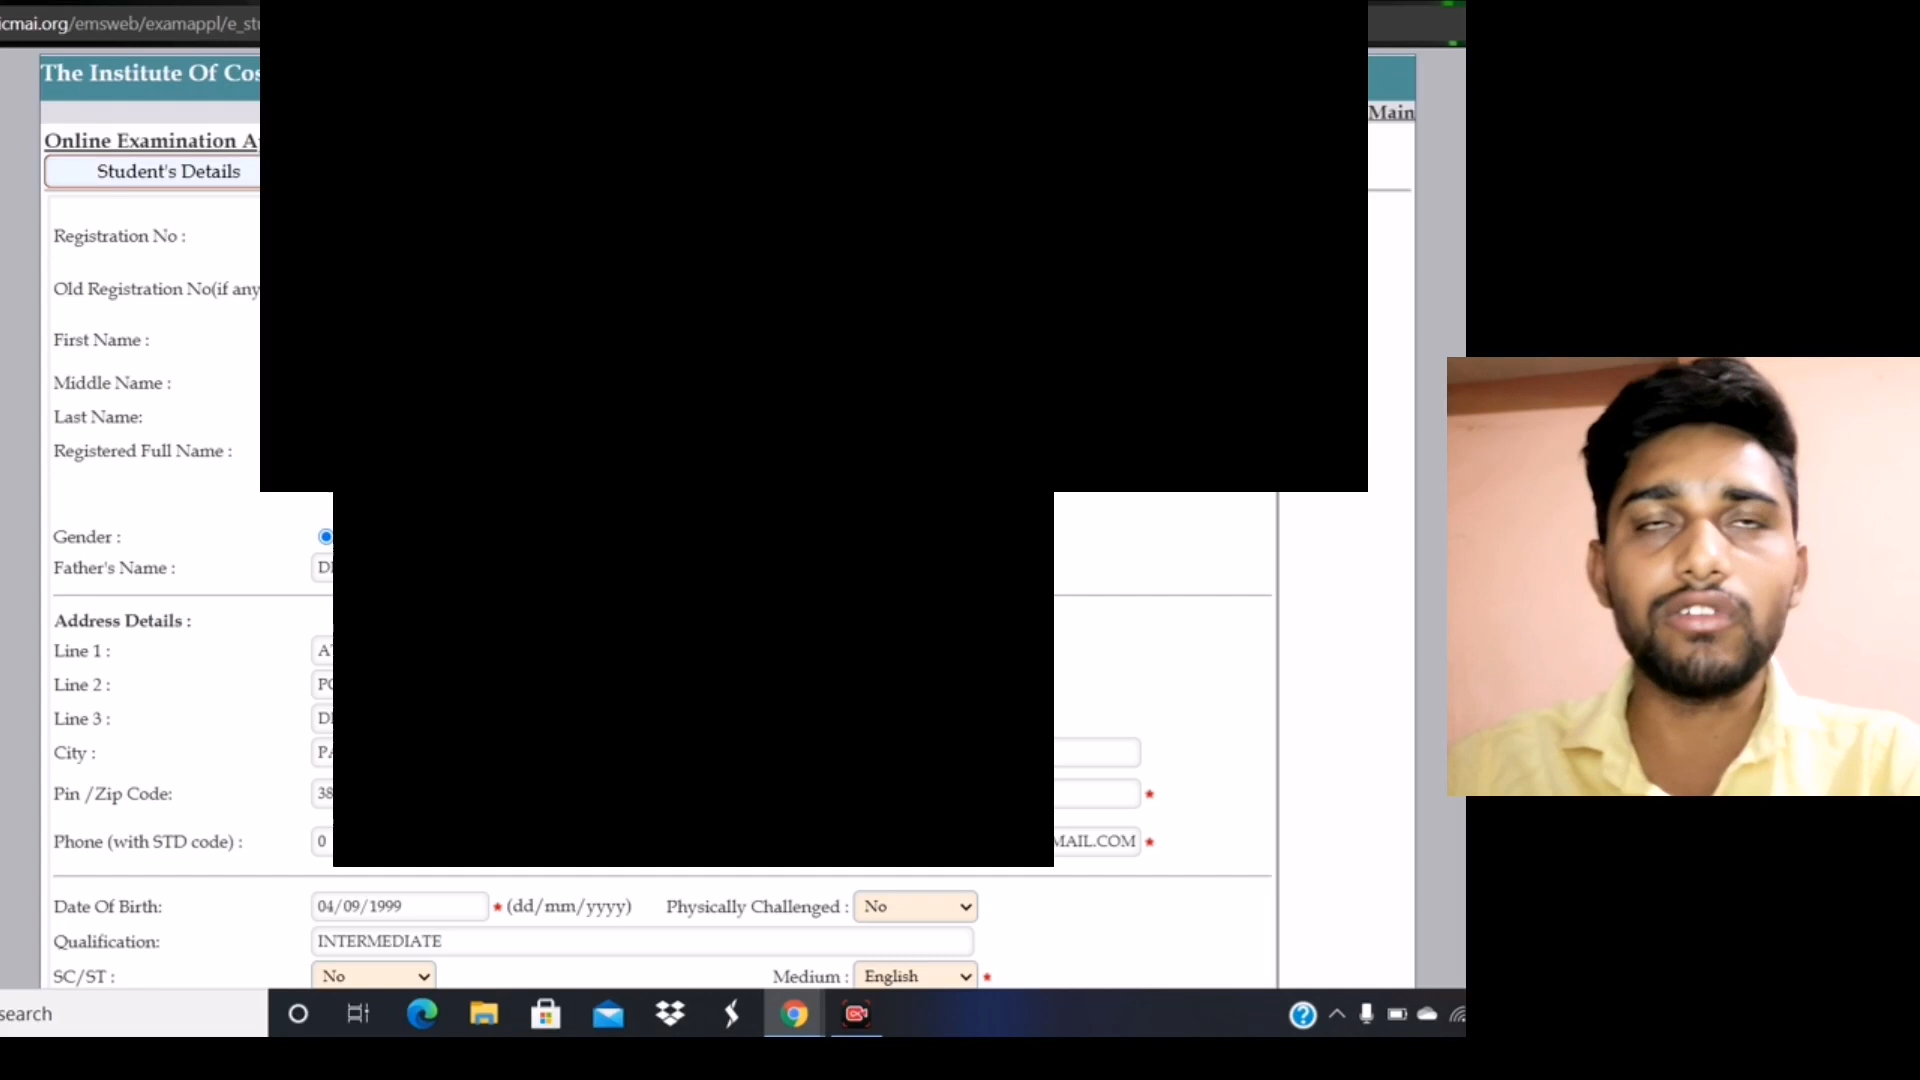 icmai.org/emsweb/examappl/e_stu
The Institute Of Cos
Main
Online Examination A
Student's Details
Registration No :
Old Registration No(if any
First Name :
Middle Name :
Last Name:
Registered Full Name :
Gender :
Father's Name :
Address Details :
Line 1 :
Line 2 :
Line 3 :
City :
Pin /Zip Code: 38 *
Phone (with STD code) : 0 MAIL.COM *
Date Of Birth: 04/09/1999 * (dd/mm/yyyy) Physically Challenged : No
Qualification: INTERMEDIATE
SC/ST : No Medium : English *
search